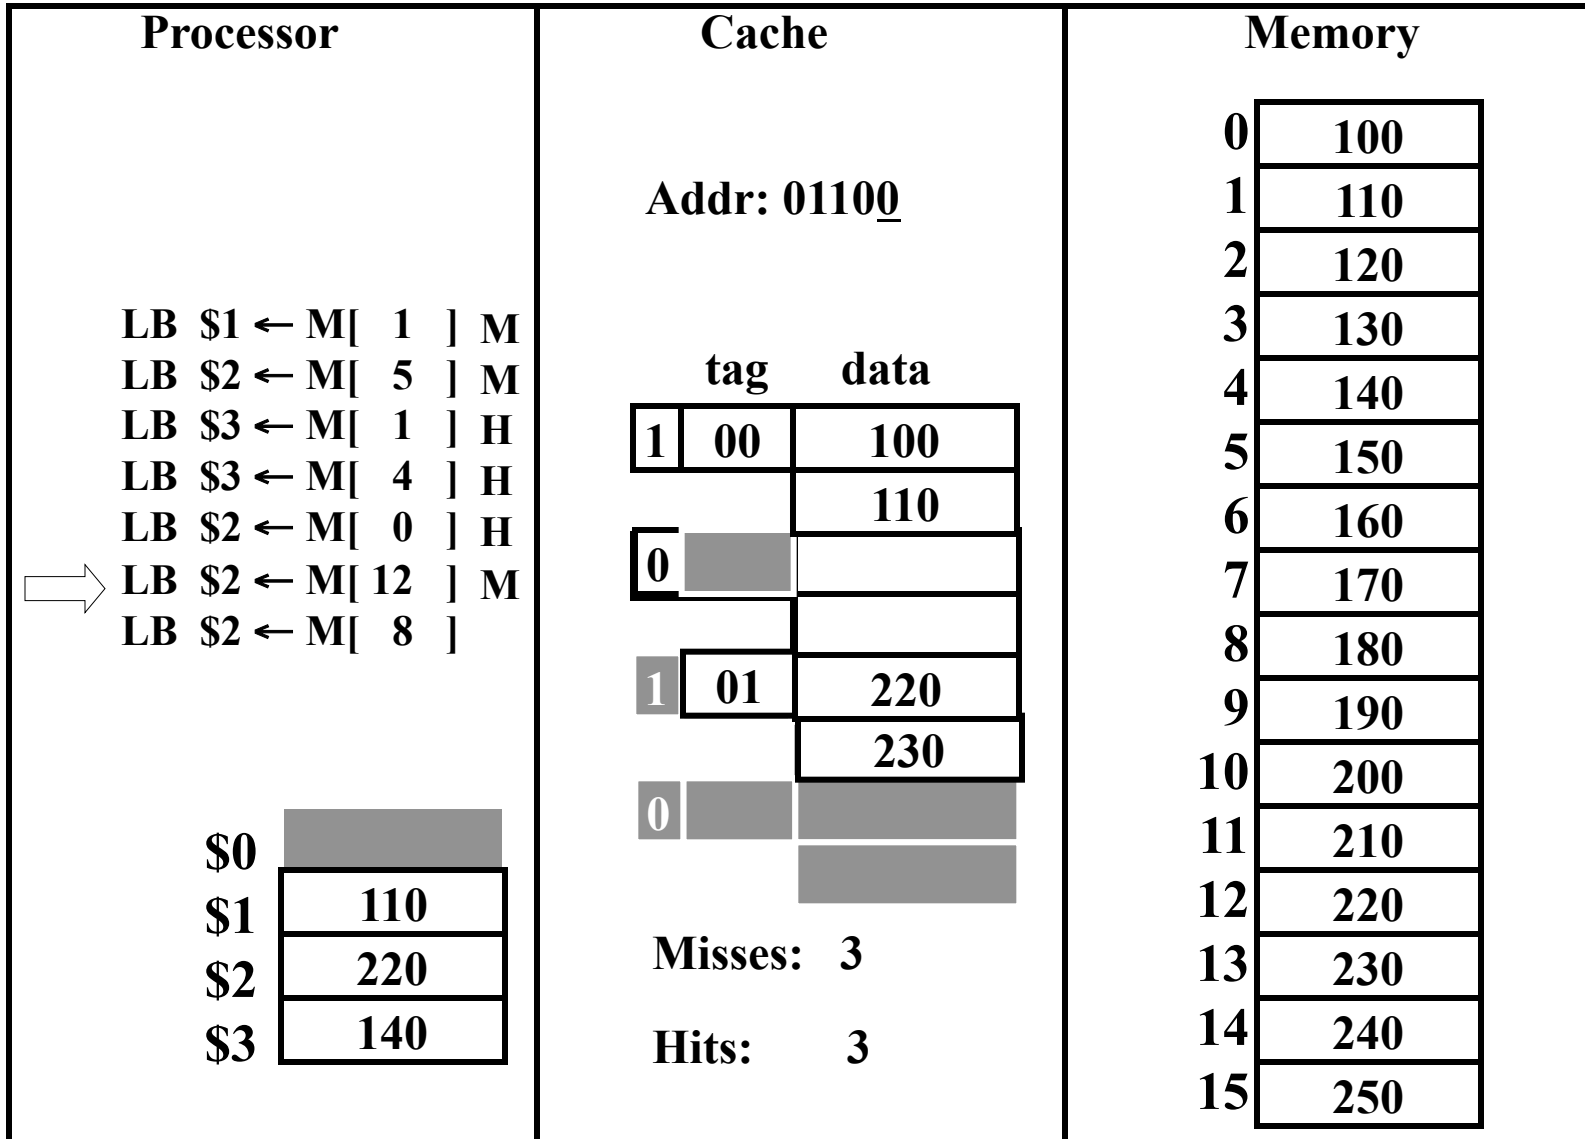 Processor
LB $1 ← M[ 1 ] M
LB $2 ← M[ 5 ] M
LB $3 ← M[ 1 ] H
LB $3 ← M[ 4 ] H
LB $2 ← M[ 0 ] H
LB $2 ← M[ 12 ] M
LB $2 ← M[ 8 ]
$0
$1 110
$2 220
$3 140
Cache
Addr: 01100
tag data
1 00 100
110
0
1 01 220
230
0
Misses: 3
Hits: 3
Memory
0 100
1 110
2 120
3 130
4 140
5 150
6 160
7 170
8 180
9 190
10 200
11 210
12 220
13 230
14 240
15 250